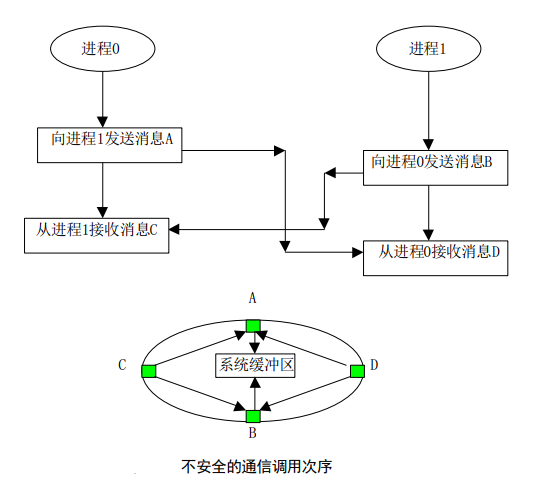 进程0
进程1
向进程1发送消息A
向进程0发送消息B
从进程1接收消息C
从进程0接收消息D
A
C
系统缓冲区
D
B
不安全的通信调用次序